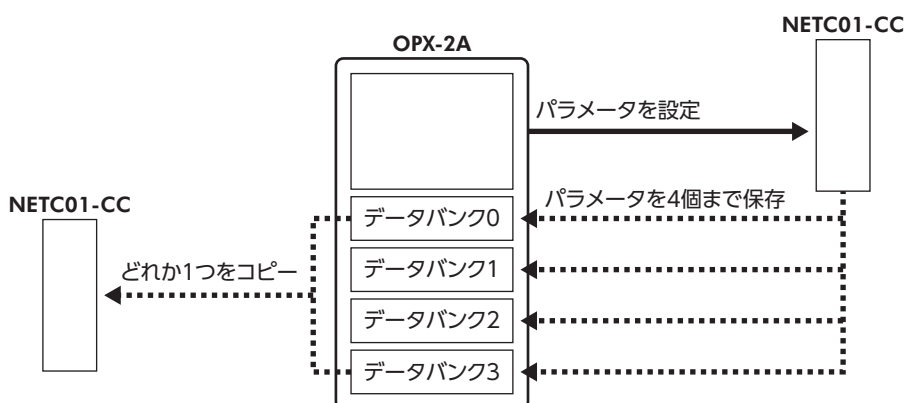 NETC01-CC
OPX-2A
パラメータを設定
NETC01-CC
パラメータを4個まで保存
データバンク0
どれか1つをコピー
データバンク1
データバンク2
データバンク3